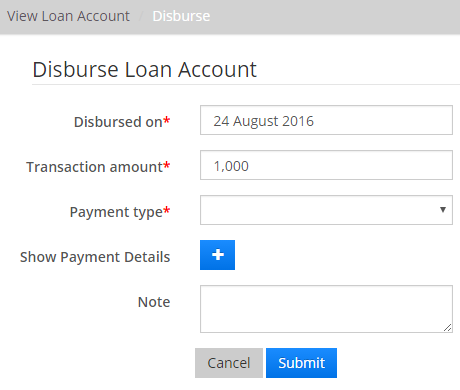 View Loan Account / Disburse
Disburse Loan Account
Disbursed on* 24 August 2016
Transaction amount* 1,000
Payment type*
Show Payment Details +
Note
Cancel Submit